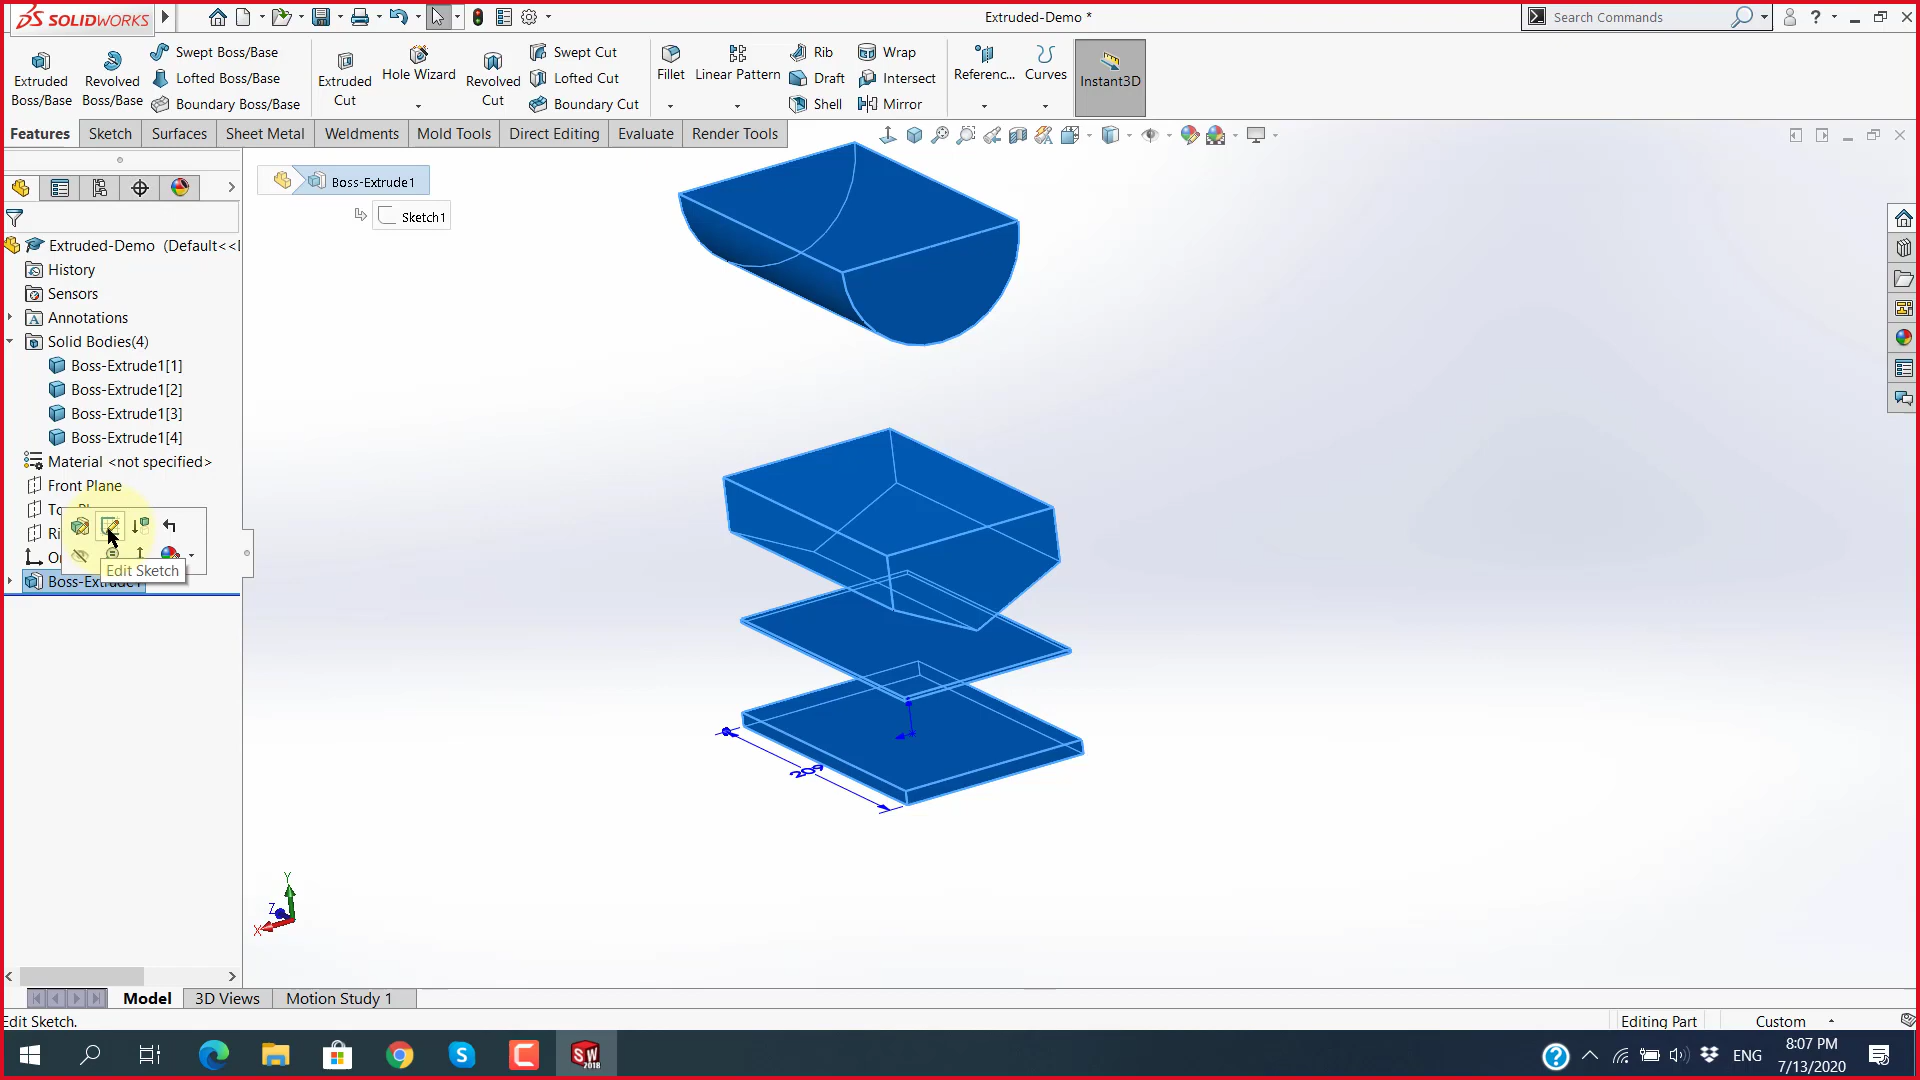 SOLIDWORKS
Extruded-Demo *
Search Commands
Extruded Boss/Base
Revolved Boss/Base
Swept Boss/Base
Lofted Boss/Base
Boundary Boss/Base
Extruded Cut
Hole Wizard
Revolved Cut
Swept Cut
Lofted Cut
Boundary Cut
Fillet
Linear Pattern
Rib
Draft
Shell
Wrap
Intersect
Mirror
Referenc...
Curves
Instant3D
Features
Sketch
Surfaces
Sheet Metal
Weldments
Mold Tools
Direct Editing
Evaluate
Render Tools
Boss-Extrude1
Sketch1
Extruded-Demo (Default<<
History
Sensors
Annotations
Solid Bodies(4)
Boss-Extrude1[1]
Boss-Extrude1[2]
Boss-Extrude1[3]
Boss-Extrude1[4]
Material <not specified>
Front Plane
Edit Sketch
Boss-Extrude1
209
Y
Z
X
Model
3D Views
Motion Study 1
Edit Sketch.
Editing Part
Custom
SW
2018
ENG
8:07 PM
7/13/2020